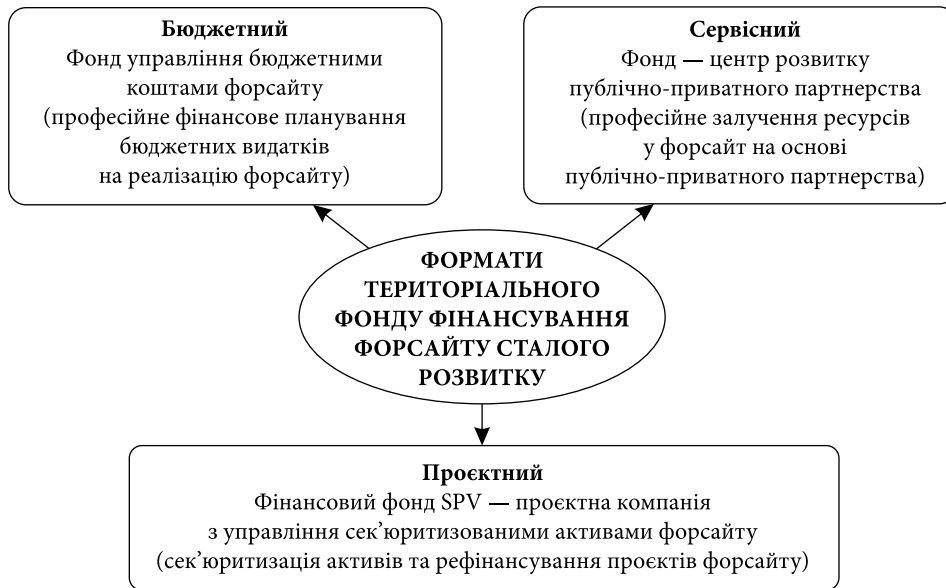 Бюджетний
Фонд управління бюджетними
коштами форсайту
(професійне фінансове планування
бюджетних видатків
на реалізацію форсайту)
Сервісний
Фонд — центр розвитку
публічно-приватного партнерства
(професійне залучення ресурсів
у форсайт на основі
публічно-приватного партнерства)
ФОРМАТИ
ТЕРИТОРІАЛЬНОГО
ФОНДУ ФІНАНСУВАННЯ
ФОРСАЙТУ СТАЛОГО
РОЗВИТКУ
Проєктний
Фінансовий фонд SPV — проєктна компанія
з управління сек’юритизованими активами форсайту
(сек’юритизація активів та рефінансування проєктів форсайту)